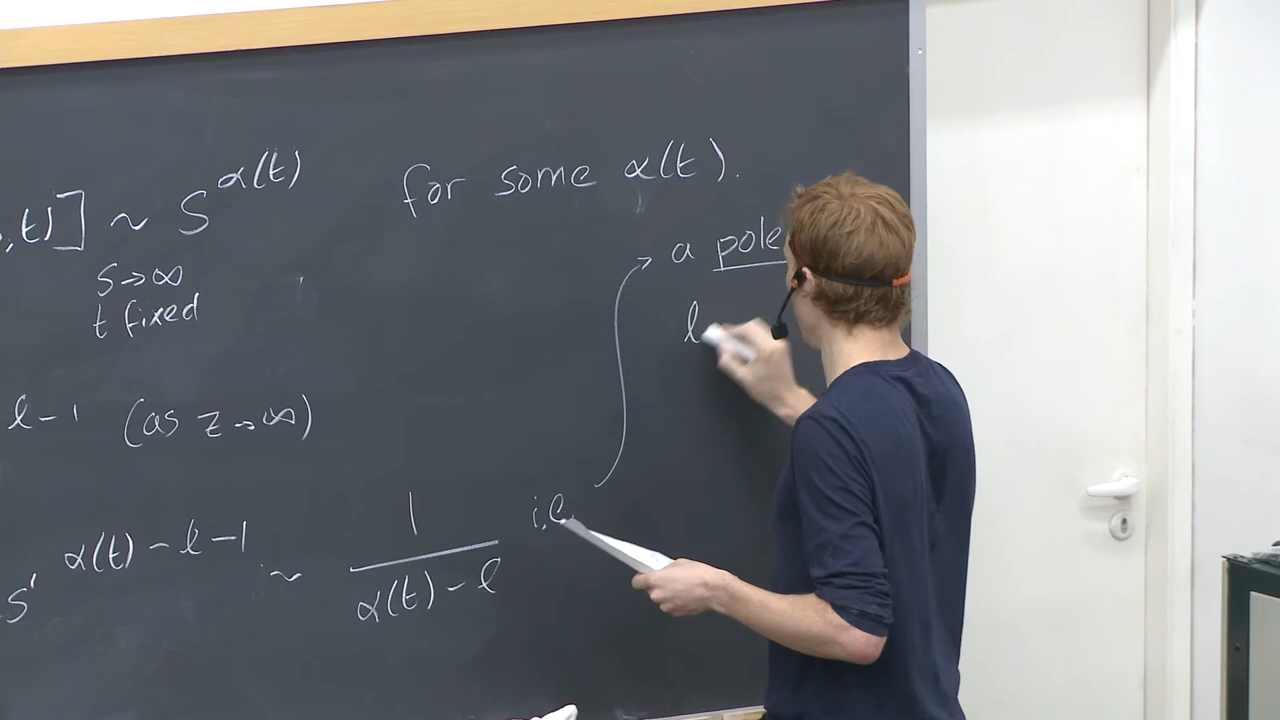 ,t)] ~ S^α(t) for some α(t).
s→∞
t fixed
a pole
l
l-1 (as z→∞)
s' α(t)-l-1 ~ 1/(α(t)-l) i.e